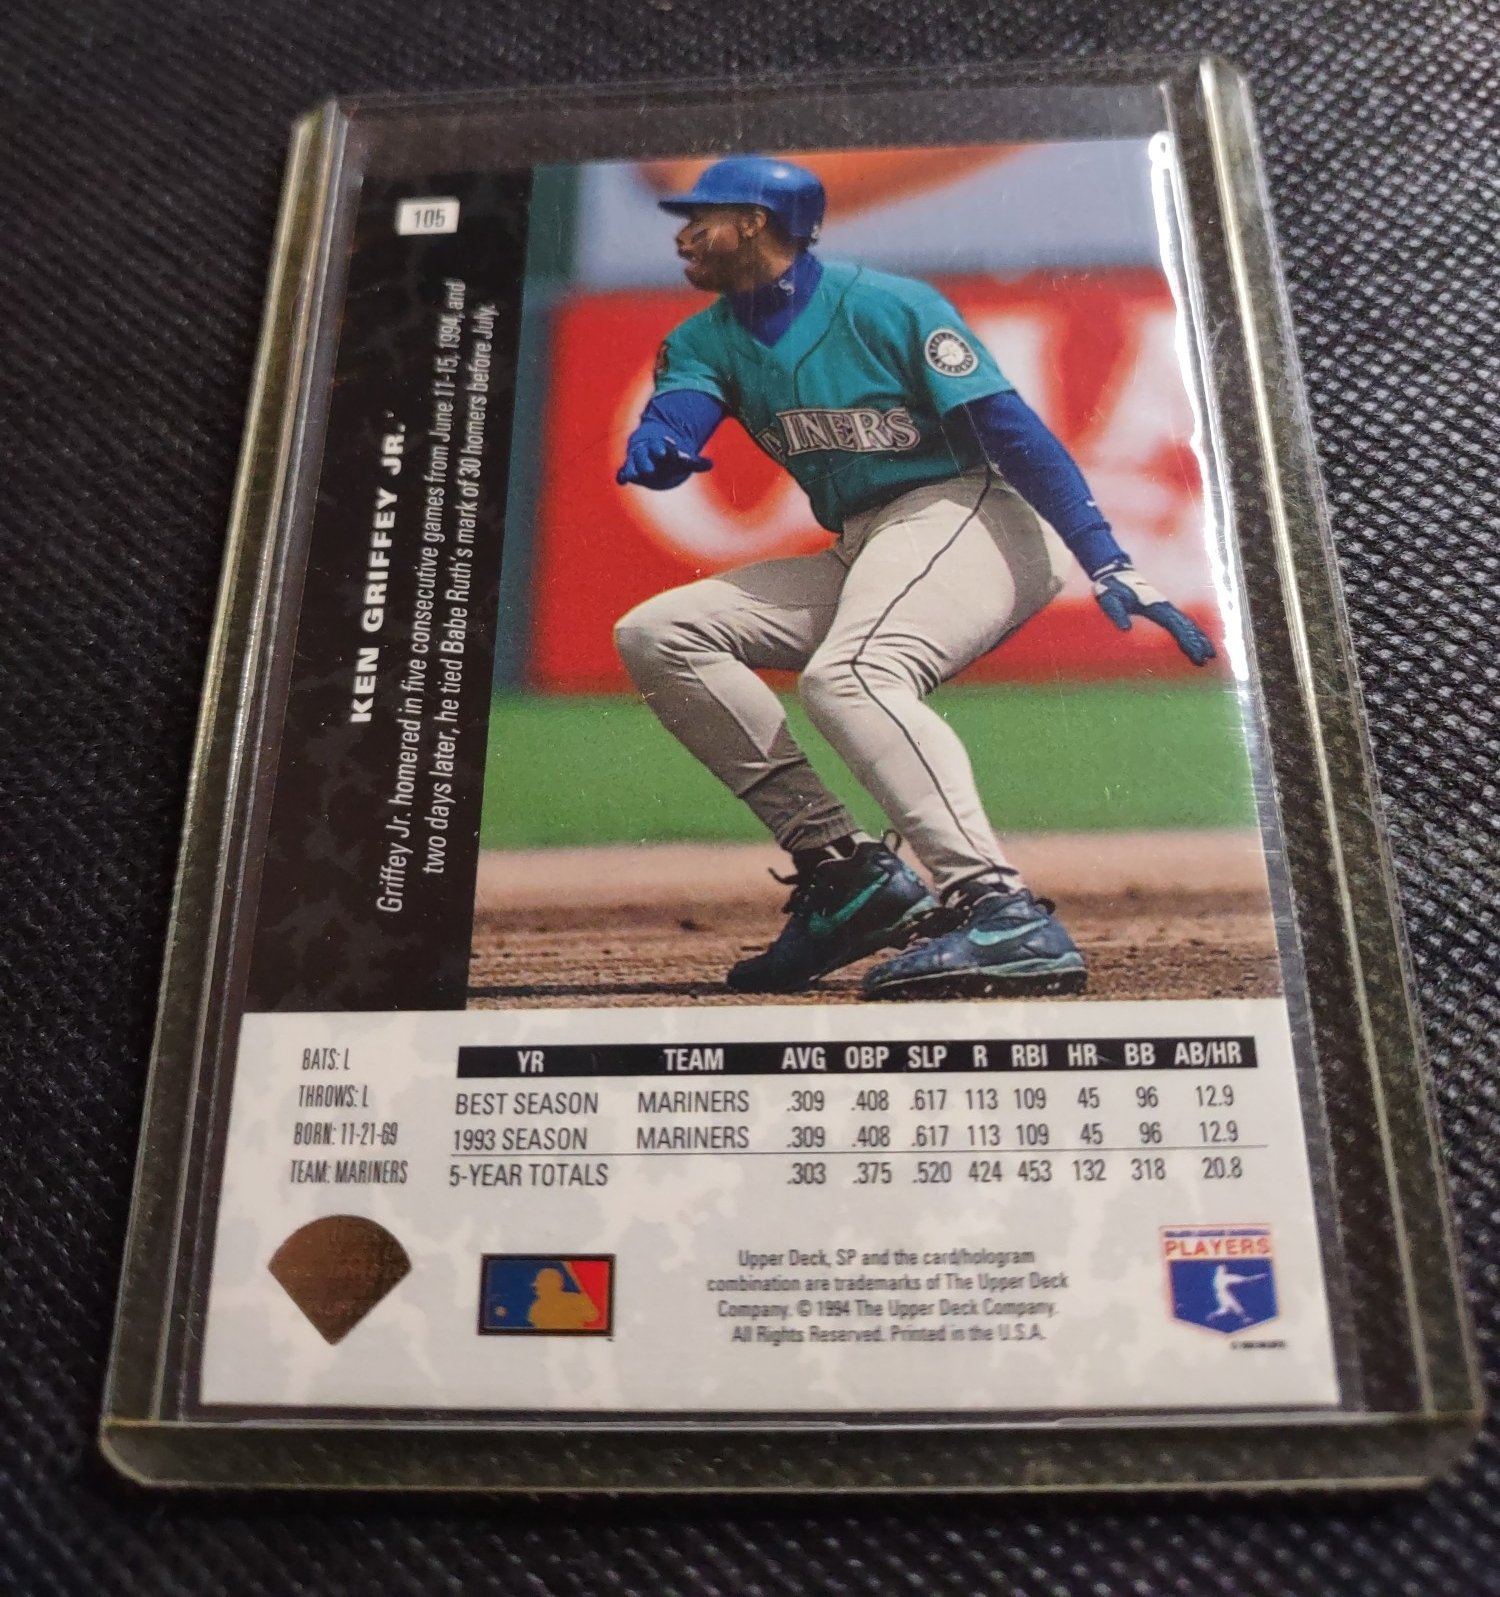 105
KEN GRIFFEY JR.
Griffey Jr. homered in five consecutive games from June 11-15, 1994, and
two days later, he tied Babe Ruth's mark of 30 homers before July.
INERS
BATS: L
THROWS: L
BORN: 11-21-69
TEAM: MARINERS
YR TEAM AVG OBP SLP R RBI HR BB AB/HR
BEST SEASON MARINERS .309 .408 .617 113 109 45 96 12.9
1993 SEASON MARINERS .309 .408 .617 113 109 45 96 12.9
5-YEAR TOTALS .303 .375 .520 424 453 132 318 20.8
Upper Deck, SP and the card/hologram
combination are trademarks of The Upper Deck
Company. © 1994 The Upper Deck Company.
All Rights Reserved. Printed in the U.S.A.
PLAYERS